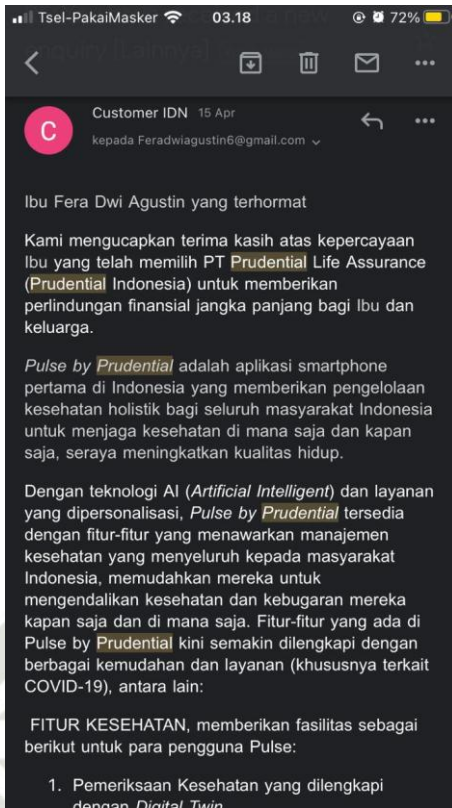 Tsel-PakaiMasker 03.18 72%
enquiry [Lainnya]
C
Customer IDN 15 Apr
kepada Feradwiagustin6@gmail.com
Ibu Fera Dwi Agustin yang terhormat
Kami mengucapkan terima kasih atas kepercayaan
Ibu yang telah memilih PT Prudential Life Assurance
(Prudential Indonesia) untuk memberikan
perlindungan finansial jangka panjang bagi Ibu dan
keluarga.
Pulse by Prudential adalah aplikasi smartphone
pertama di Indonesia yang memberikan pengelolaan
kesehatan holistik bagi seluruh masyarakat Indonesia
untuk menjaga kesehatan di mana saja dan kapan
saja, seraya meningkatkan kualitas hidup.
Dengan teknologi AI (Artificial Intelligent) dan layanan
yang dipersonalisasi, Pulse by Prudential tersedia
dengan fitur-fitur yang menawarkan manajemen
kesehatan yang menyeluruh kepada masyarakat
Indonesia, memudahkan mereka untuk
mengendalikan kesehatan dan kebugaran mereka
kapan saja dan di mana saja. Fitur-fitur yang ada di
Pulse by Prudential kini semakin dilengkapi dengan
berbagai kemudahan dan layanan (khususnya terkait
COVID-19), antara lain:
FITUR KESEHATAN, memberikan fasilitas sebagai
berikut untuk para pengguna Pulse:
1. Pemeriksaan Kesehatan yang dilengkapi
dengan Digital Twin